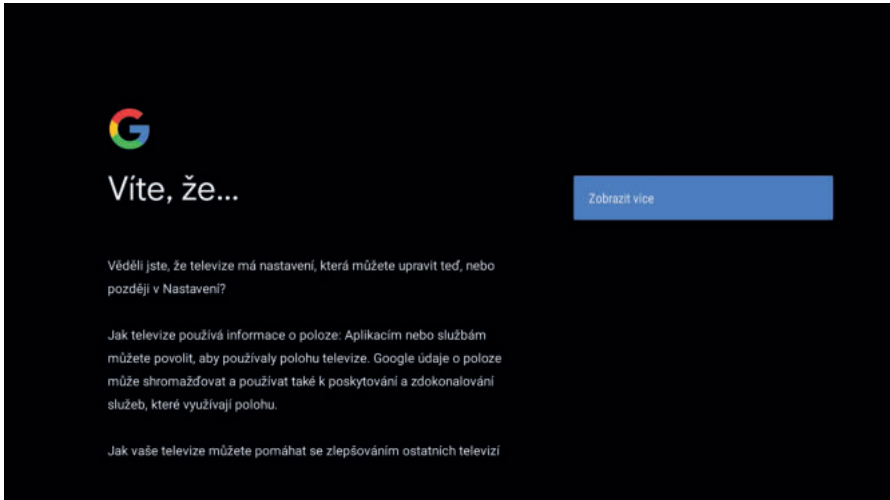 Víte, že...
Zobrazit více
Věděli jste, že televize má nastavení, která můžete upravit teď, nebo
později v Nastavení?
Jak televize používá informace o poloze: Aplikacím nebo službám
můžete povolit, aby používaly polohu televize. Google údaje o poloze
může shromažďovat a používat také k poskytování a zdokonalování
služeb, které využívají polohu.
Jak vaše televize můžete pomáhat se zlepšováním ostatních televizí